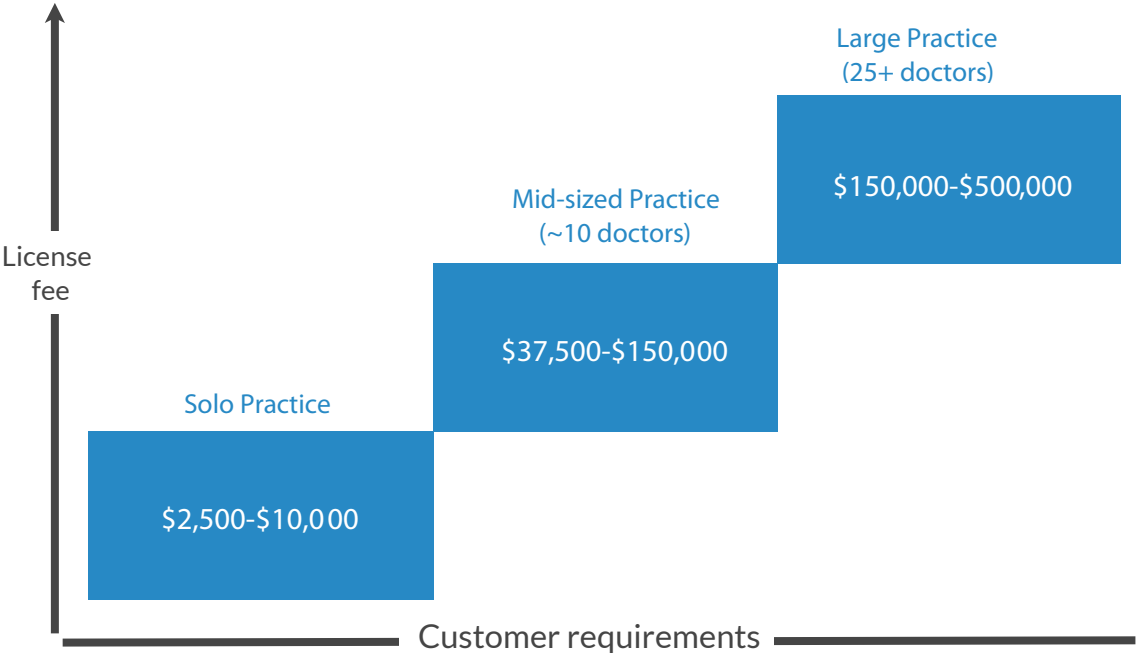 Large Practice
(25+ doctors)
$150,000-$500,000
Mid-sized Practice
(~10 doctors)
License
fee
$37,500-$150,000
Solo Practice
$2,500-$10,000
Customer requirements